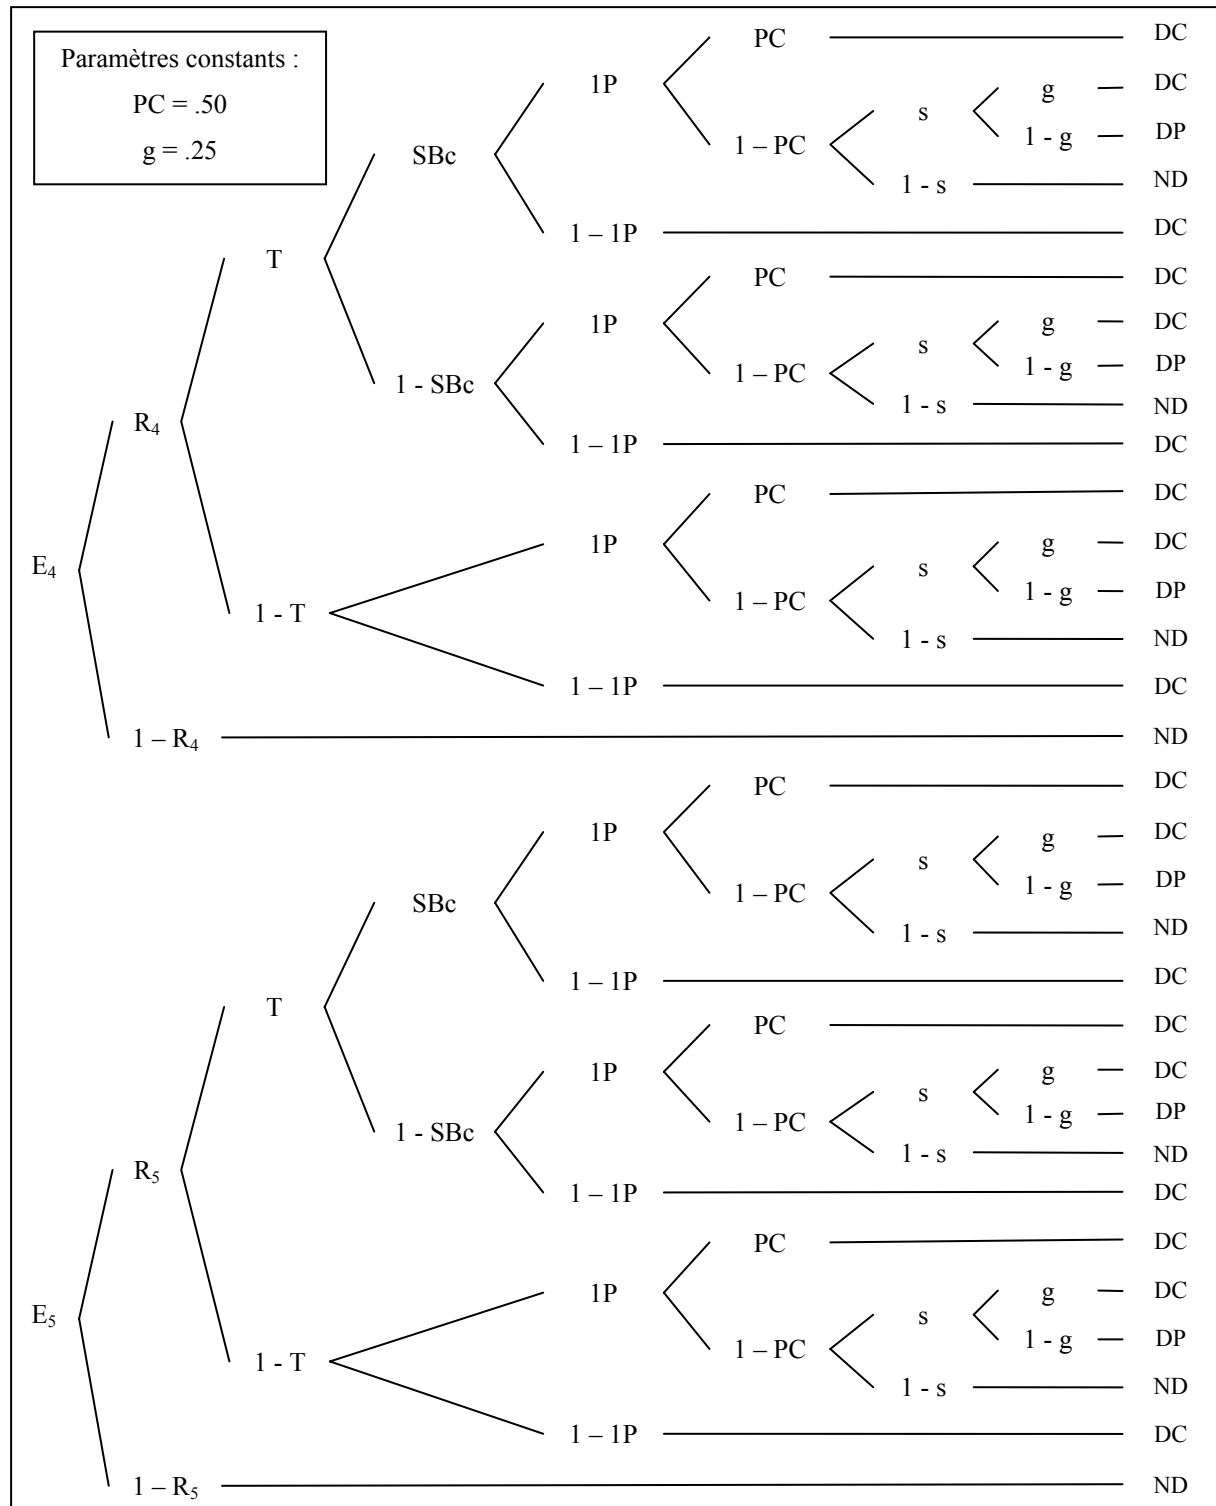 Paramètres constants :
PC = .50
g = .25
PC DC
1P
g DC
s
1 - g DP
1 – PC
SBc
1 - s ND
1 – 1P DC
T
PC DC
1P
g DC
s
1 - g DP
1 – PC
1 - SBc
1 - s ND
R₄
1 – 1P DC
PC DC
1P
g DC
E₄
s
1 - g DP
1 – PC
1 - T
1 - s ND
1 – 1P DC
1 – R₄ ND
PC DC
1P
g DC
s
1 - g DP
1 – PC
SBc
1 - s ND
1 – 1P DC
T
PC DC
1P
g DC
s
1 - g DP
1 – PC
1 - SBc
1 - s ND
R₅
1 – 1P DC
PC DC
1P
g DC
E₅
s
1 - g DP
1 – PC
1 - T
1 - s ND
1 – 1P DC
1 – R₅ ND